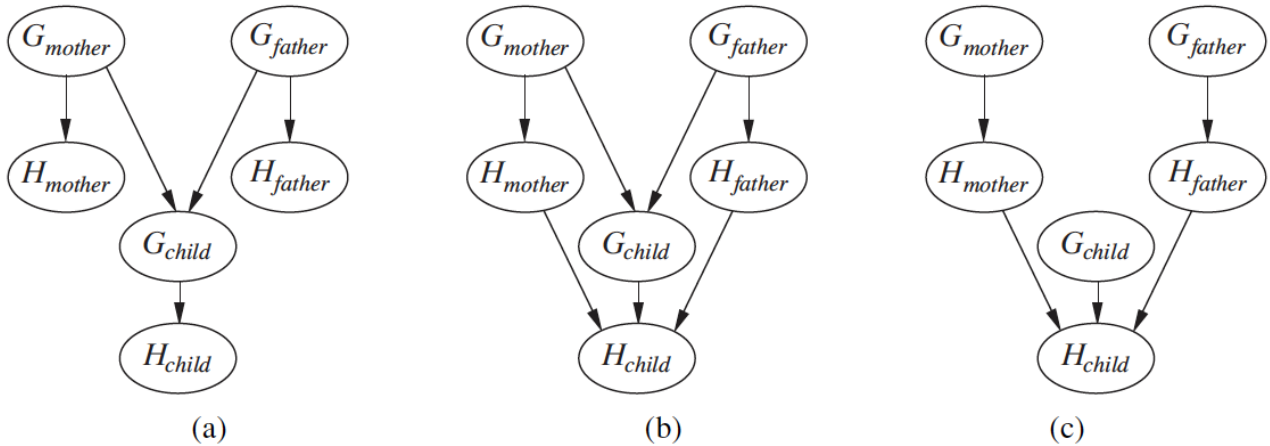 G_mother G_father G_mother G_father G_mother G_father
H_mother H_father H_mother H_father H_mother H_father
G_child G_child G_child
H_child H_child H_child
(a) (b) (c)